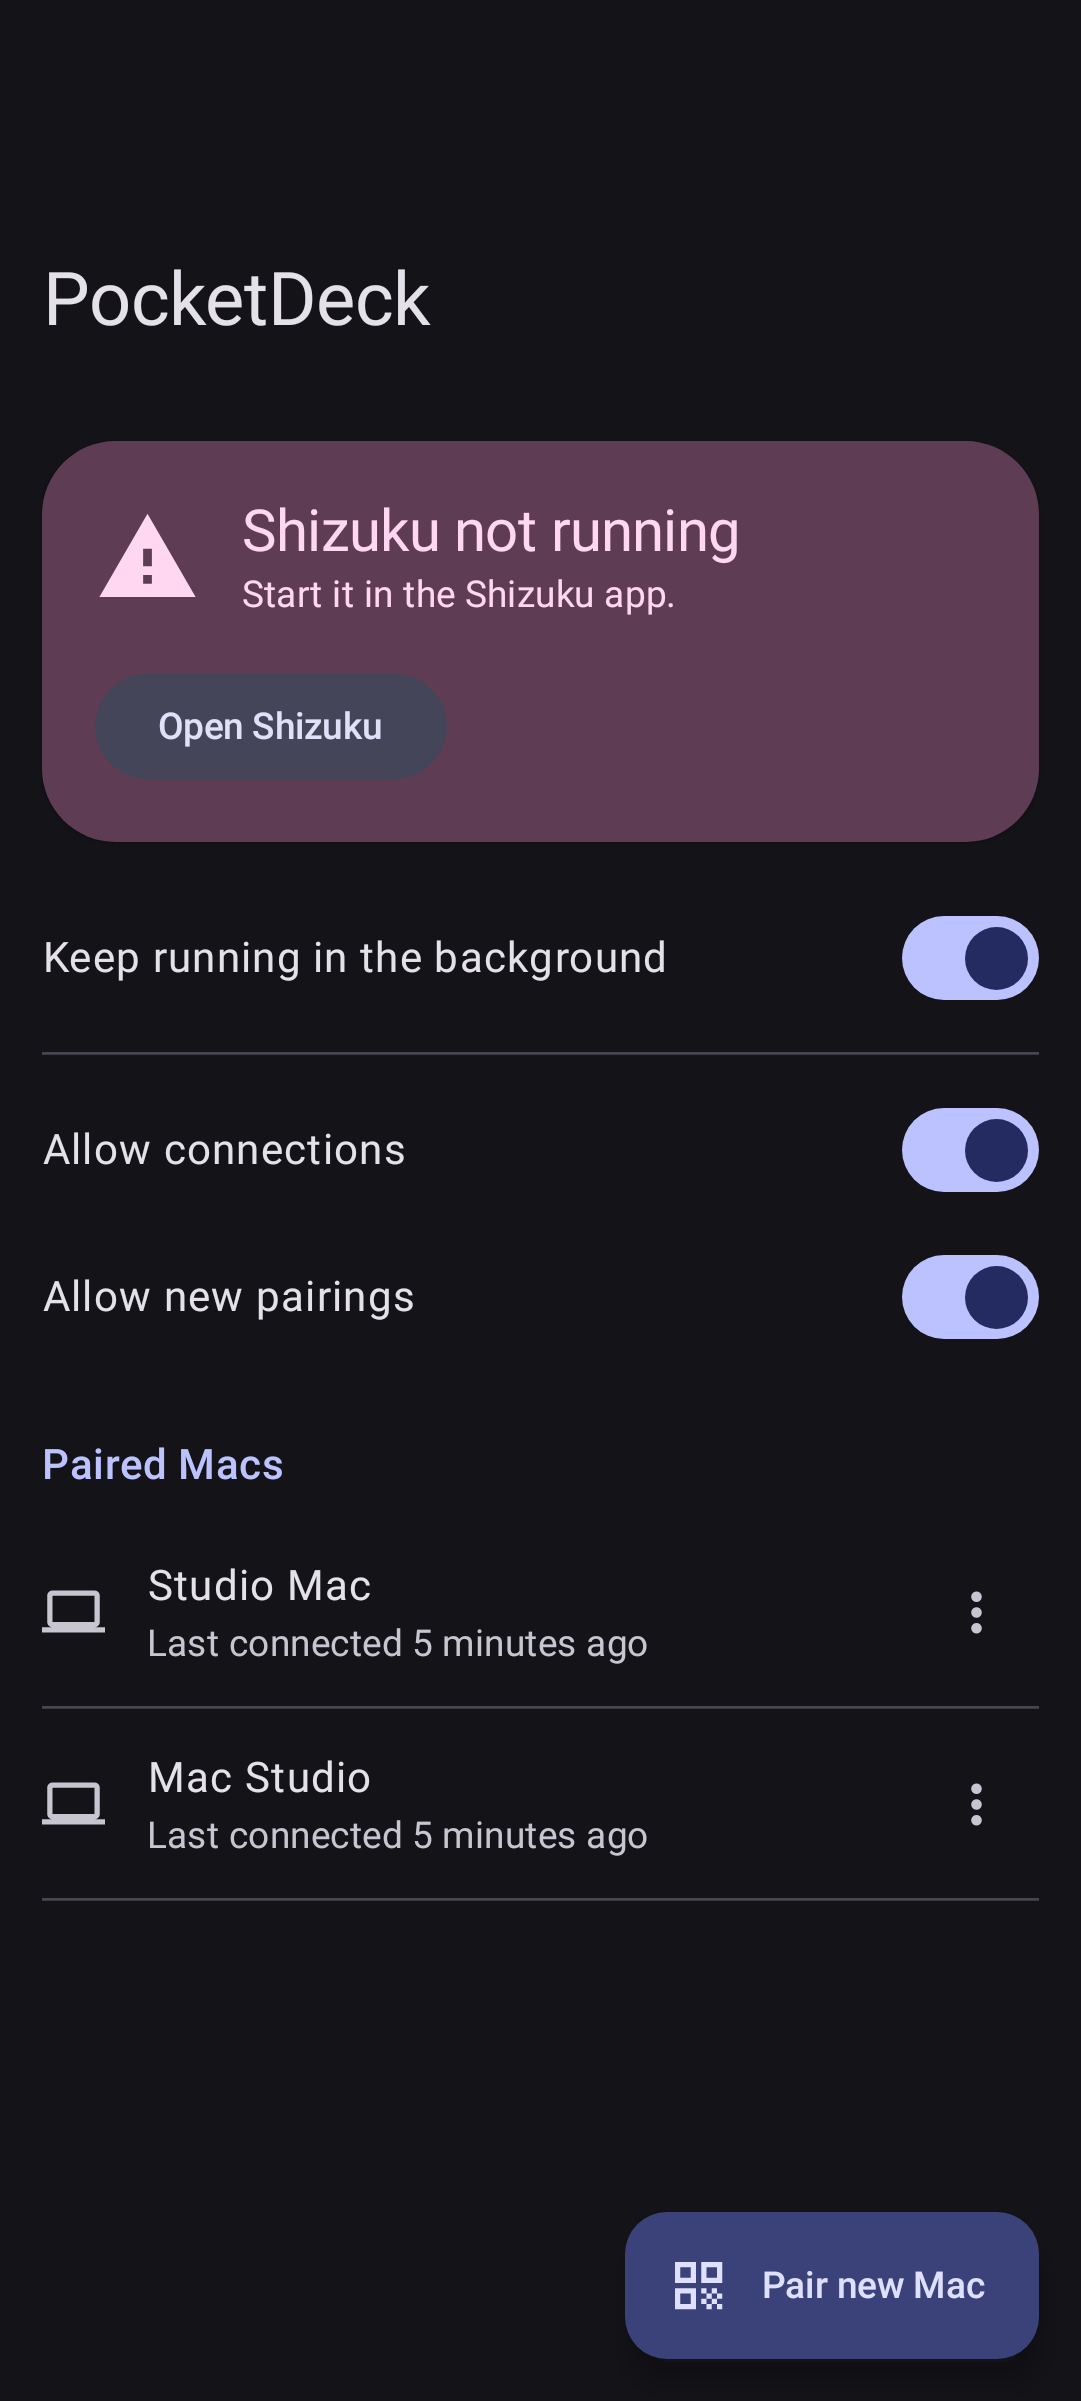 PocketDeck
Shizuku not running
Start it in the Shizuku app.
Open Shizuku
Keep running in the background
Allow connections
Allow new pairings
Paired Macs
Studio Mac
Last connected 5 minutes ago
Mac Studio
Last connected 5 minutes ago
Pair new Mac